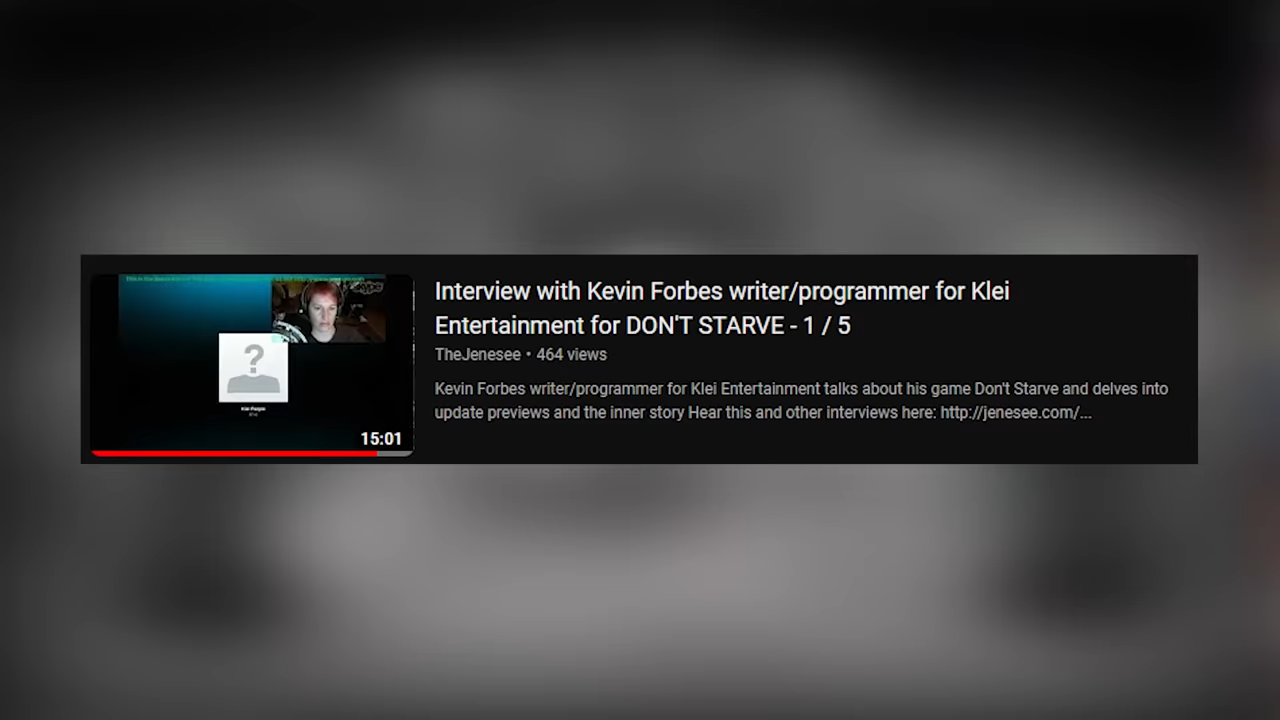 Interview with Kevin Forbes writer/programmer for Klei
Entertainment for DON'T STARVE - 1 / 5
TheJenesee • 464 views
Kevin Forbes writer/programmer for Klei Entertainment talks about his game Don't Starve and delves into
update previews and the inner story Hear this and other interviews here: http://jenesee.com/...
?
15:01